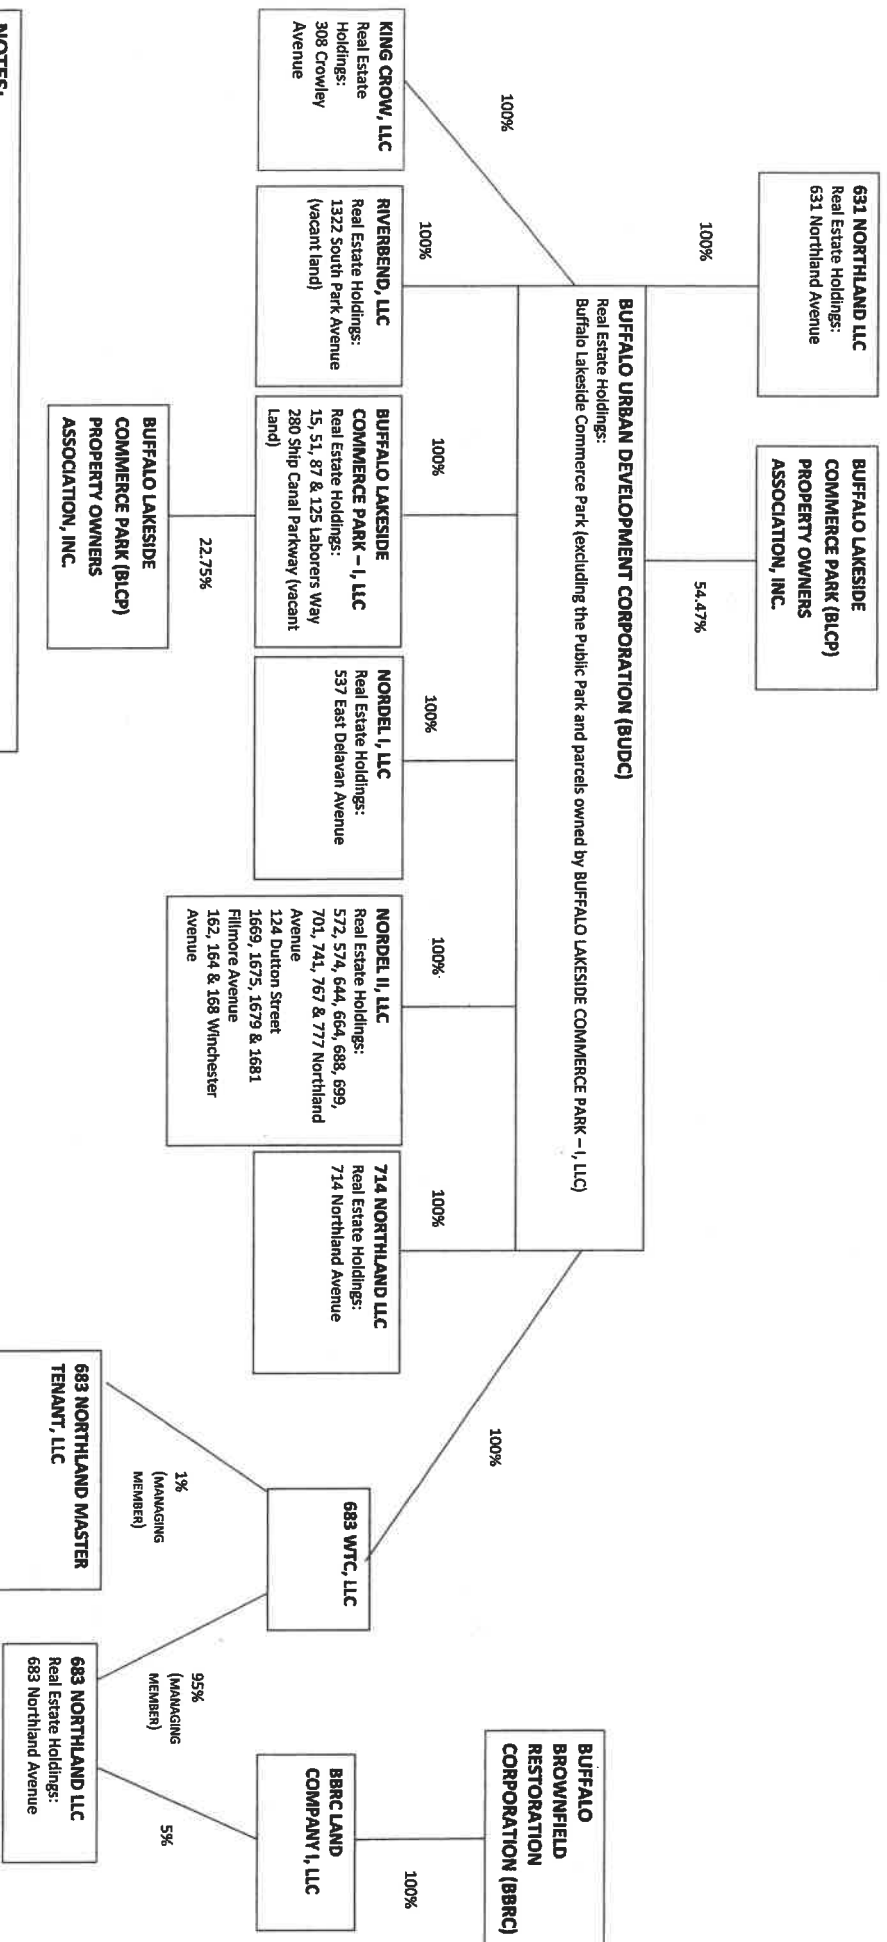 631 NORTHLAND LLC
Real Estate Holdings:
631 Northland Avenue
BUFFALO LAKESIDE
COMMERCE PARK (BLCP)
PROPERTY OWNERS
ASSOCIATION, INC.
100%
54.47%
BUFFALO URBAN DEVELOPMENT CORPORATION (BUDC)
Real Estate Holdings:
Buffalo Lakeside Commerce Park (excluding the Public Park and parcels owned by BUFFALO LAKESIDE COMMERCE PARK – I, LLC)
100%
100%
100%
100%
100%
100%
100%
KING CROW, LLC
Real Estate
Holdings:
308 Crowley
Avenue
RIVERBEND, LLC
Real Estate Holdings:
1322 South Park Avenue
(vacant land)
BUFFALO LAKESIDE
COMMERCE PARK – I, LLC
Real Estate Holdings:
15, 51, 87 & 125 Laborers Way
280 Ship Canal Parkway (vacant
Land)
NORDEL I, LLC
Real Estate Holdings:
537 East Delavan Avenue
NORDEL II, LLC
Real Estate Holdings:
572, 574, 644, 664, 688, 699,
701, 741, 767 & 777 Northland
Avenue
124 Dutton Street
1669, 1675, 1679 & 1681
Fillmore Avenue
162, 164 & 168 Winchester
Avenue
714 NORTHLAND LLC
Real Estate Holdings:
714 Northland Avenue
22.75%
BUFFALO LAKESIDE
COMMERCE PARK (BLCP)
PROPERTY OWNERS
ASSOCIATION, INC.
683 WTC, LLC
1%
(MANAGING
MEMBER)
683 NORTHLAND MASTER
TENANT, LLC
95%
(MANAGING
MEMBER)
683 NORTHLAND LLC
Real Estate Holdings:
683 Northland Avenue
BUFFALO
BROWNFIELD
RESTORATION
CORPORATION (BBRC)
100%
BBRC LAND
COMPANY I, LLC
5%
NOTES: